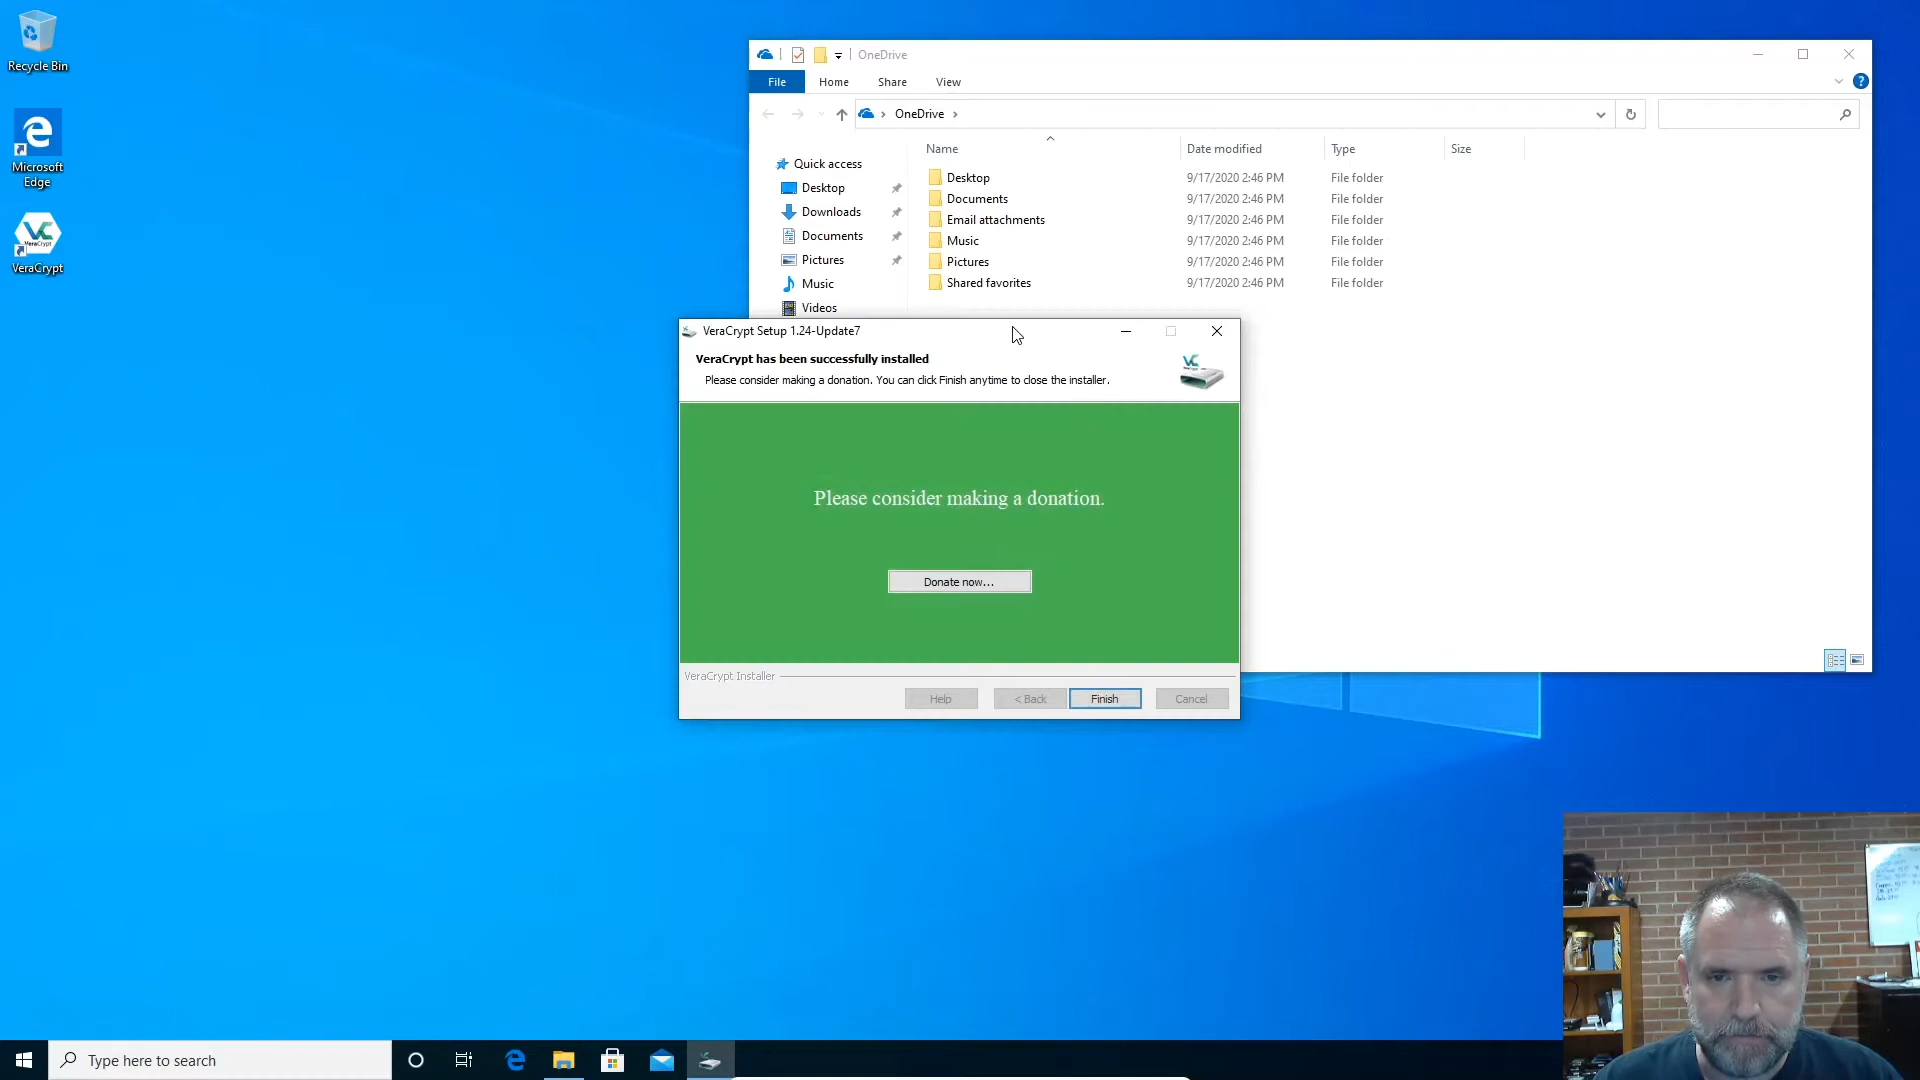 Recycle Bin
Microsoft
Edge
VeraCrypt
OneDrive
File Home Share View
OneDrive
Name Date modified Type Size
Quick access
Desktop
Downloads
Documents
Pictures
Music
Videos
Desktop 9/17/2020 2:46 PM File folder
Documents 9/17/2020 2:46 PM File folder
Email attachments 9/17/2020 2:46 PM File folder
Music 9/17/2020 2:46 PM File folder
Pictures 9/17/2020 2:46 PM File folder
Shared favorites 9/17/2020 2:46 PM File folder
VeraCrypt Setup 1.24-Update7
VeraCrypt has been successfully installed
Please consider making a donation. You can click Finish anytime to close the installer.
Please consider making a donation.
Donate now...
VeraCrypt Installer
Help < Back Finish Cancel
Type here to search